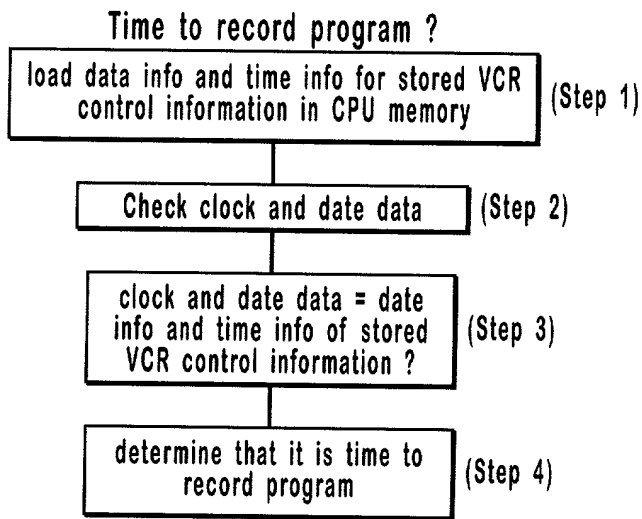 Time to record program ?
load data info and time info for stored VCR
control information in CPU memory
(Step 1)
Check clock and date data
(Step 2)
clock and date data = date
info and time info of stored
VCR control information ?
(Step 3)
determine that it is time to
record program
(Step 4)